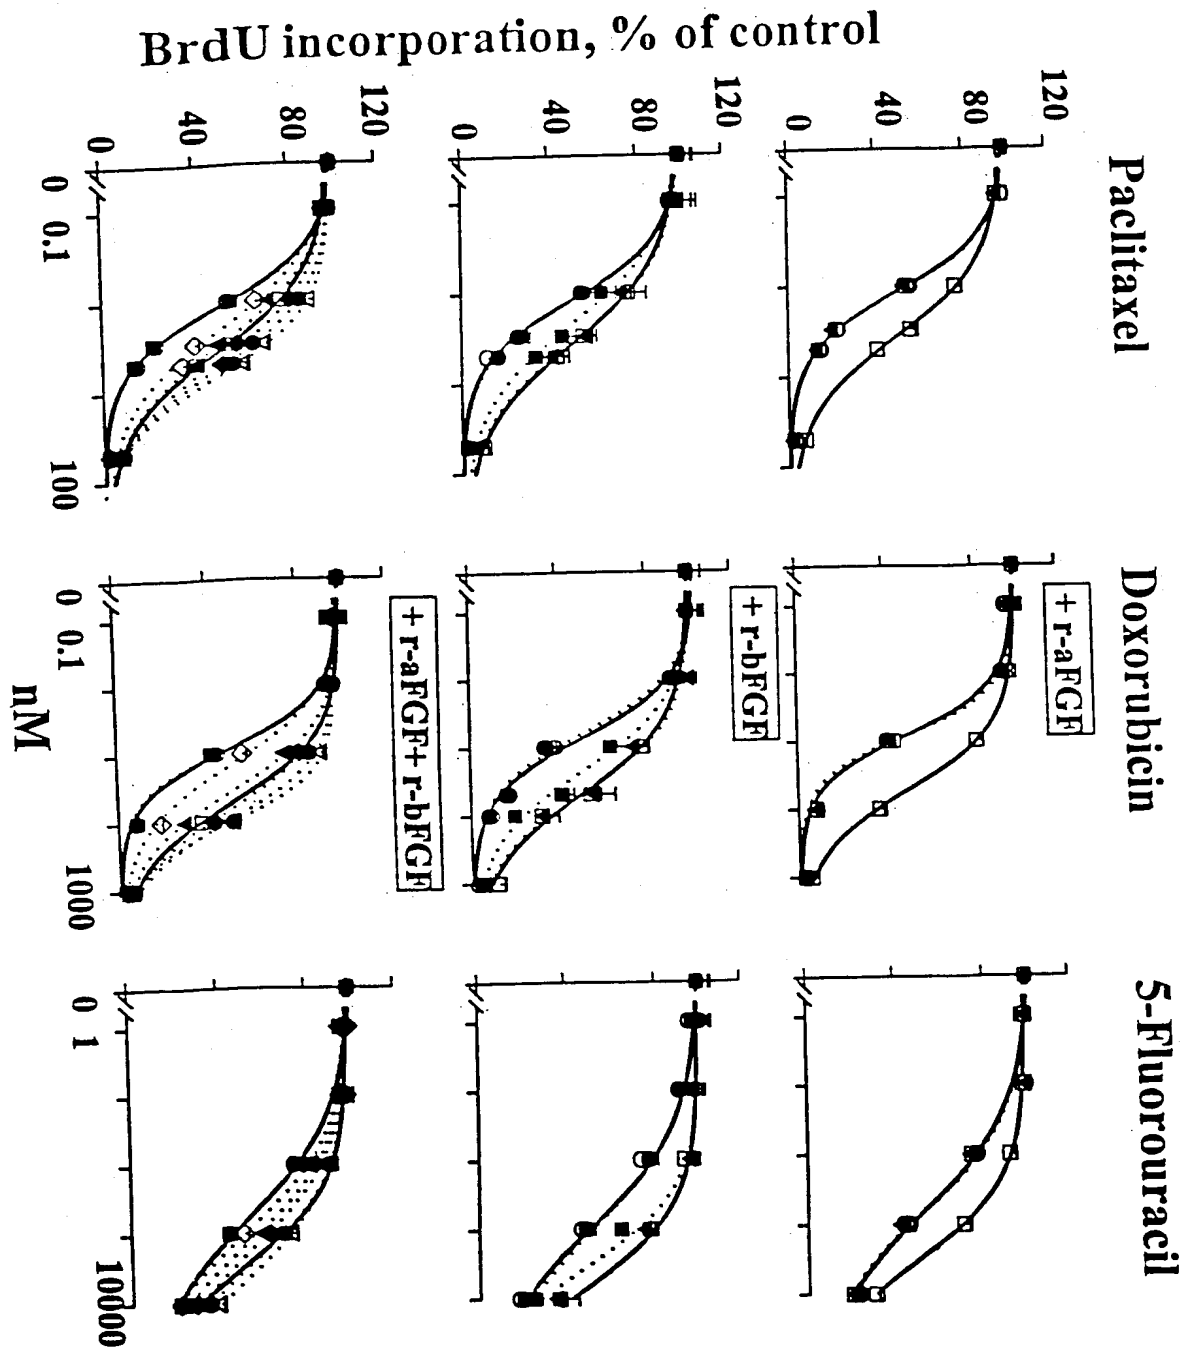 Paclitaxel
Doxorubicin
5-Fluorouracil
BrdU incorporation, % of control
120
80
40
0
+ r-aFGF
120
80
40
0
+ r-bFGF
120
80
40
0
+ r-aFGF+ r-bFGF
0 0.1 100
0 0.1 1000
0 1 10000
nM